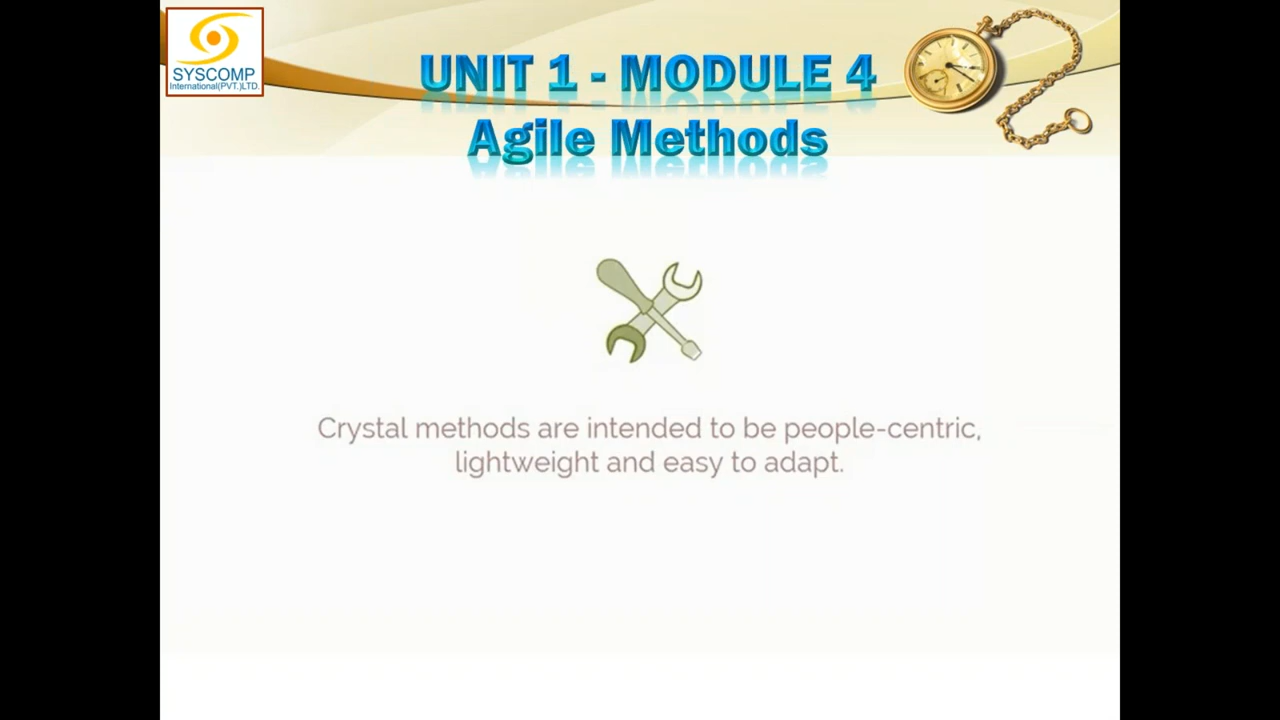 SYSCOMP
International(PVT.)LTD.
UNIT 1 - MODULE 4
Agile Methods
Crystal methods are intended to be people-centric,
lightweight and easy to adapt.